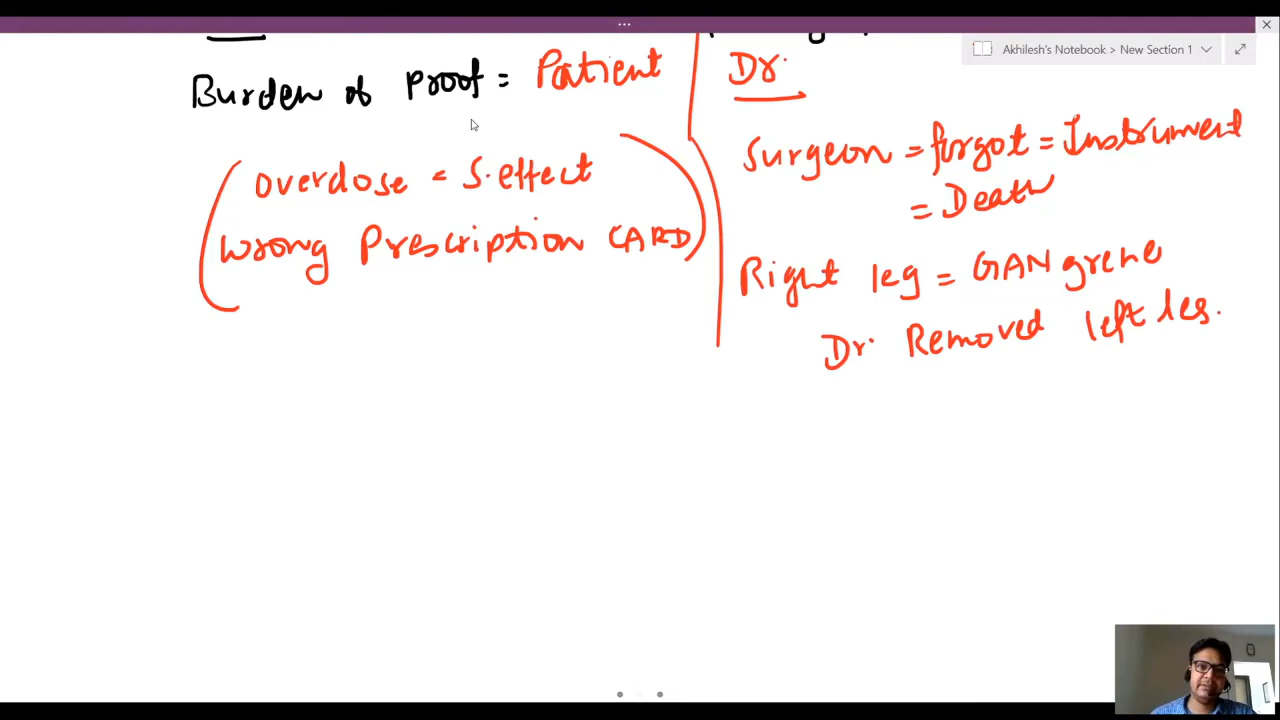 Akhilesh's Notebook > New Section 1
Burden of Proof = Patient
overdose = S.effect
wrong Prescription (ARD)
Dr.
Surgeon = forgot = Instrument
= Death
Right leg = GANgrene
Dr. Removed left leg.